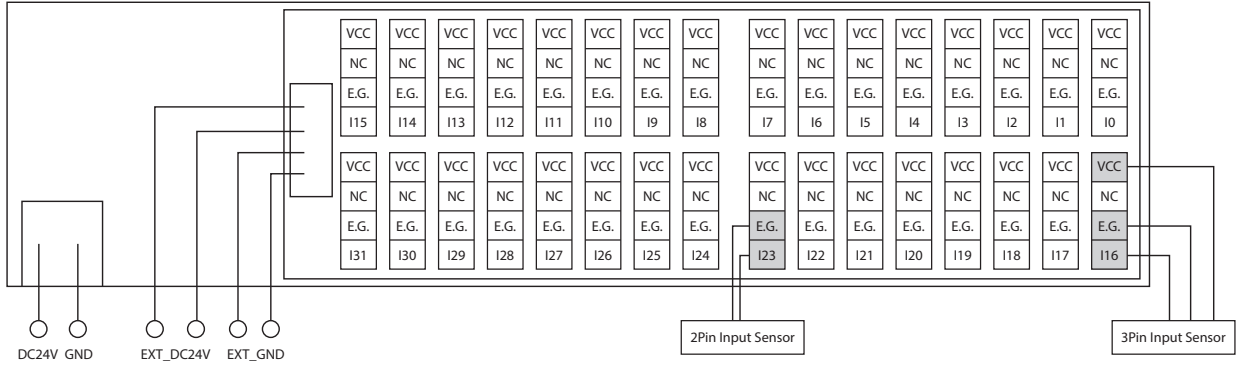 VCC VCC VCC VCC VCC VCC VCC VCC VCC VCC VCC VCC VCC VCC VCC VCC
NC NC NC NC NC NC NC NC NC NC NC NC NC NC NC NC
E.G. E.G. E.G. E.G. E.G. E.G. E.G. E.G. E.G. E.G. E.G. E.G. E.G. E.G. E.G. E.G.
I15 I14 I13 I12 I11 I10 I9 I8 I7 I6 I5 I4 I3 I2 I1 I0
VCC VCC VCC VCC VCC VCC VCC VCC VCC VCC VCC VCC VCC VCC VCC VCC
NC NC NC NC NC NC NC NC NC NC NC NC NC NC NC NC
E.G. E.G. E.G. E.G. E.G. E.G. E.G. E.G. E.G. E.G. E.G. E.G. E.G. E.G. E.G. E.G.
I31 I30 I29 I28 I27 I26 I25 I24 I23 I22 I21 I20 I19 I18 I17 I16
2Pin Input Sensor 3Pin Input Sensor
DC24V GND EXT_DC24V EXT_GND